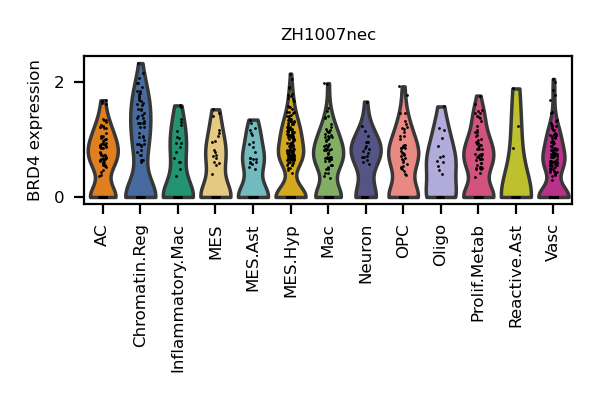 ZH1007nec
BRD4 expression
2
0
AC
Chromatin.Reg
Inflammatory.Mac
MES
MES.Ast
MES.Hyp
Mac
Neuron
OPC
Oligo
Prolif.Metab
Reactive.Ast
Vasc